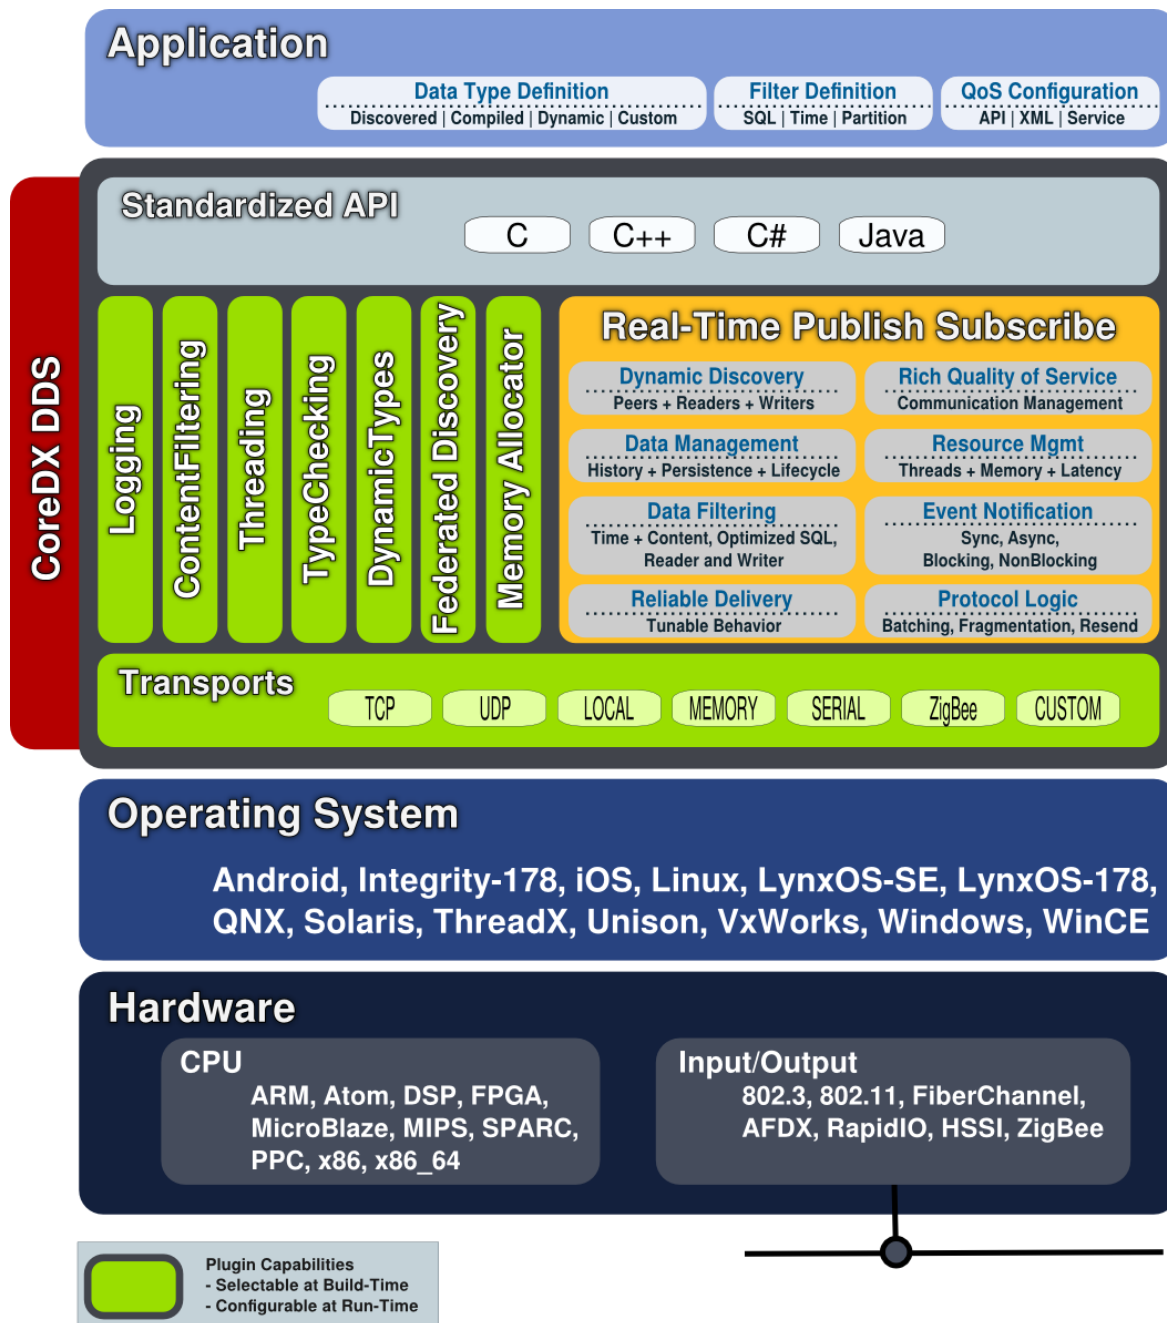 Application
Data Type Definition
Discovered | Compiled | Dynamic | Custom
Filter Definition
SQL | Time | Partition
QoS Configuration
API | XML | Service
CoreDX DDS
Standardized API
C
C++
C#
Java
Logging
ContentFiltering
Threading
TypeChecking
DynamicTypes
Federated Discovery
Memory Allocator
Real-Time Publish Subscribe
Dynamic Discovery
Peers + Readers + Writers
Rich Quality of Service
Communication Management
Data Management
History + Persistence + Lifecycle
Resource Mgmt
Threads + Memory + Latency
Data Filtering
Time + Content, Optimized SQL,
Reader and Writer
Event Notification
Sync, Async,
Blocking, NonBlocking
Reliable Delivery
Tunable Behavior
Protocol Logic
Batching, Fragmentation, Resend
Transports
TCP
UDP
LOCAL
MEMORY
SERIAL
ZigBee
CUSTOM
Operating System
Android, Integrity-178, iOS, Linux, LynxOS-SE, LynxOS-178,
QNX, Solaris, ThreadX, Unison, VxWorks, Windows, WinCE
Hardware
CPU
ARM, Atom, DSP, FPGA,
MicroBlaze, MIPS, SPARC,
PPC, x86, x86_64
Input/Output
802.3, 802.11, FiberChannel,
AFDX, RapidIO, HSSI, ZigBee
Plugin Capabilities
- Selectable at Build-Time
- Configurable at Run-Time